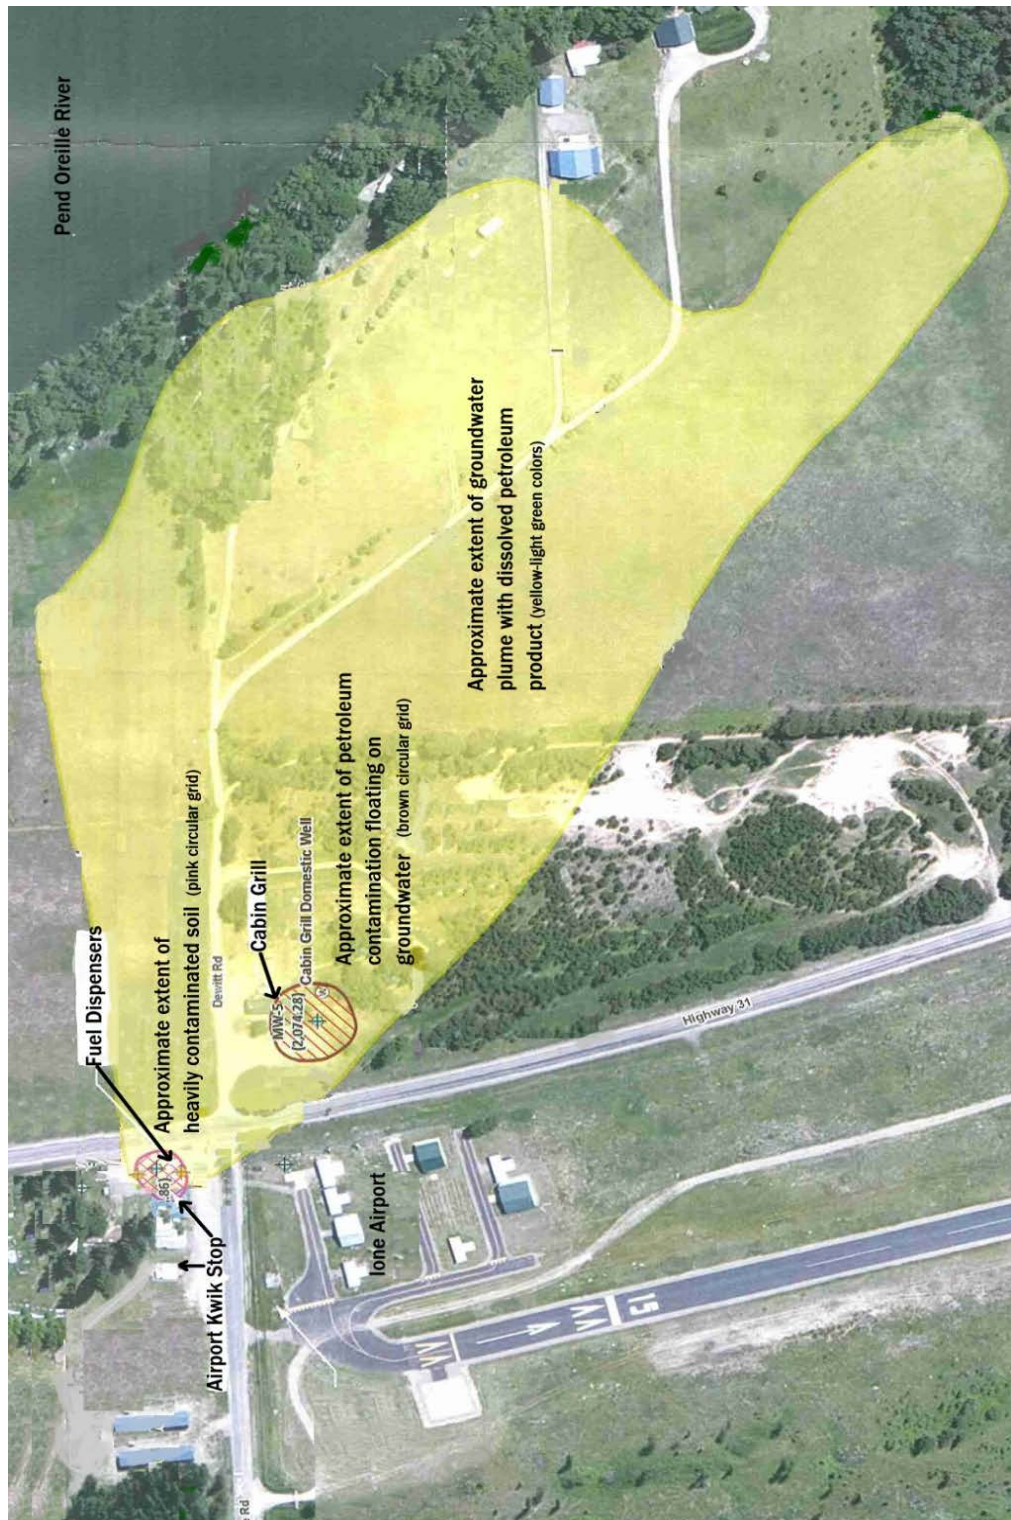 Pend Oreille River
Fuel Dispensers
Approximate extent of
heavily contaminated soil (pink circular grid)
Airport Kwik Stop
.86)
Dewitt Rd
Cabin Grill
MW-5
(2,074.28)
Cabin Grill Domestic Well
Approximate extent of petroleum
contamination floating on
groundwater (brown circular grid)
Approximate extent of groundwater
plume with dissolved petroleum
product (yellow-light green colors)
Highway 31
Ione Airport
15
Rd